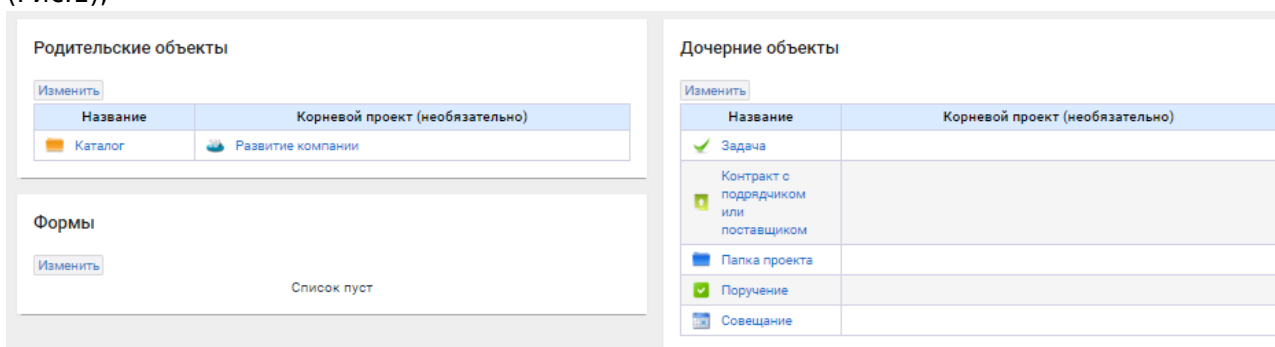 Родительские объекты
Изменить
Название Корневой проект (необязательно)
Каталог Развитие компании
Формы
Изменить
Список пуст
Дочерние объекты
Изменить
Название Корневой проект (необязательно)
Задача
Контракт с
подрядчиком
или
поставщиком
Папка проекта
Поручение
Совещание